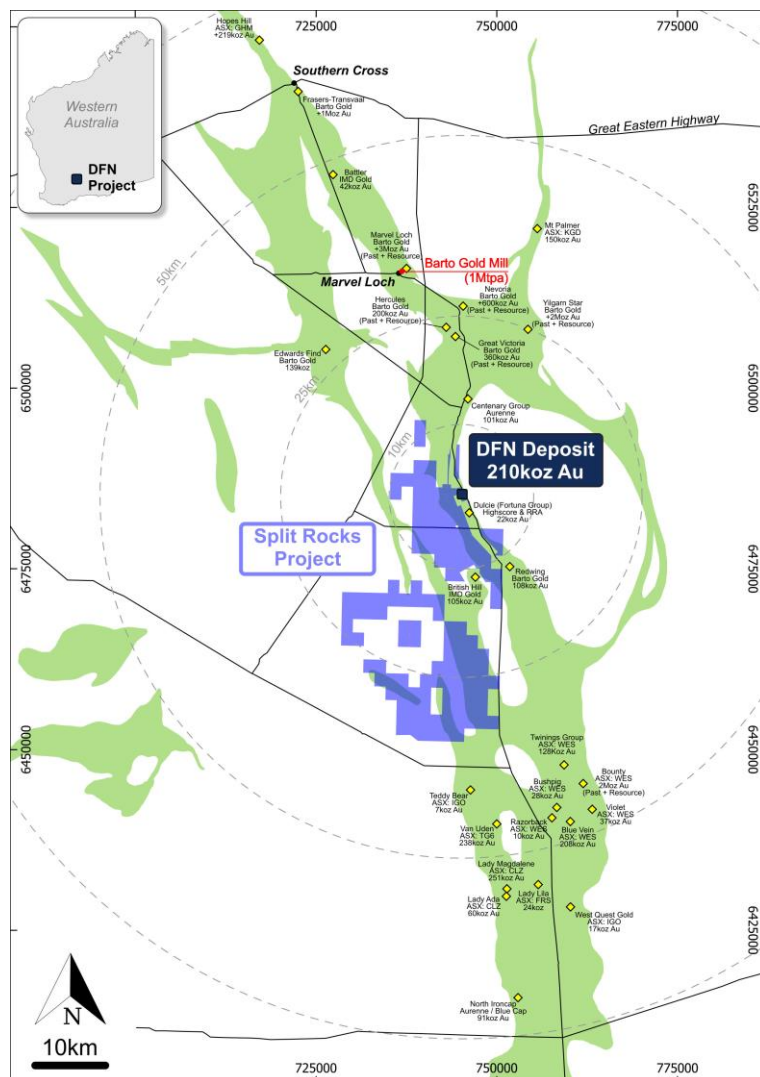 725000
750000
775000
Hopes Hill
ASX: GHM
+219koz Au
Southern Cross
Frasers-Transvaal
Barto Gold
+1Moz Au
Great Eastern Highway
Western
Australia
DFN
Project
Battler
IMD Gold
42koz Au
6525000
6525000
Mt Palmer
ASX: KGD
150koz Au
50km
Marvel Loch
Barto Gold
+3Moz Au
(Past + Resource)
Barto Gold Mill
(1Mtpa)
Marvel Loch
Nevoria
Barto Gold
+600koz Au
(Past + Resource)
Hercules
Barto Gold
200koz Au
(Past + Resource)
Yilgarn Star
Barto Gold
+2Moz Au
(Past + Resource)
Great Victoria
Barto Gold
360koz Au
(Past + Resource)
Edwards Find
Barto Gold
139koz
25km
6500000
6500000
Centenary Group
Aurenne
101koz Au
10km
DFN Deposit
210koz Au
Dulcie (Fortuna Group)
Highscore & RRA
22koz Au
Split Rocks
Project
6475000
6475000
Redwing
Barto Gold
108koz Au
British Hill
IMD Gold
105koz Au
6450000
6450000
Twinings Group
ASX: WES
128Koz Au
Bounty
ASX: WES
2Moz Au
(Past + Resource)
Bushpig
ASX: WES
28koz Au
Teddy Bear
ASX: IGO
7koz Au
Violet
ASX: WES
37koz Au
Razorback
ASX: WES
10koz Au
Blue Vein
ASX: WES
208koz Au
Van Uden
ASX: TG6
238koz Au
Lady Magdalene
ASX: CLZ
251koz Au
Lady Ada
ASX: CLZ
60koz Au
Lady Lila
ASX: FRS
24koz
West Quest Gold
ASX: IGO
17koz Au
6425000
6425000
North Ironcap
Aurenne / Blue Cap
91koz Au
N
10km
725000
750000
775000